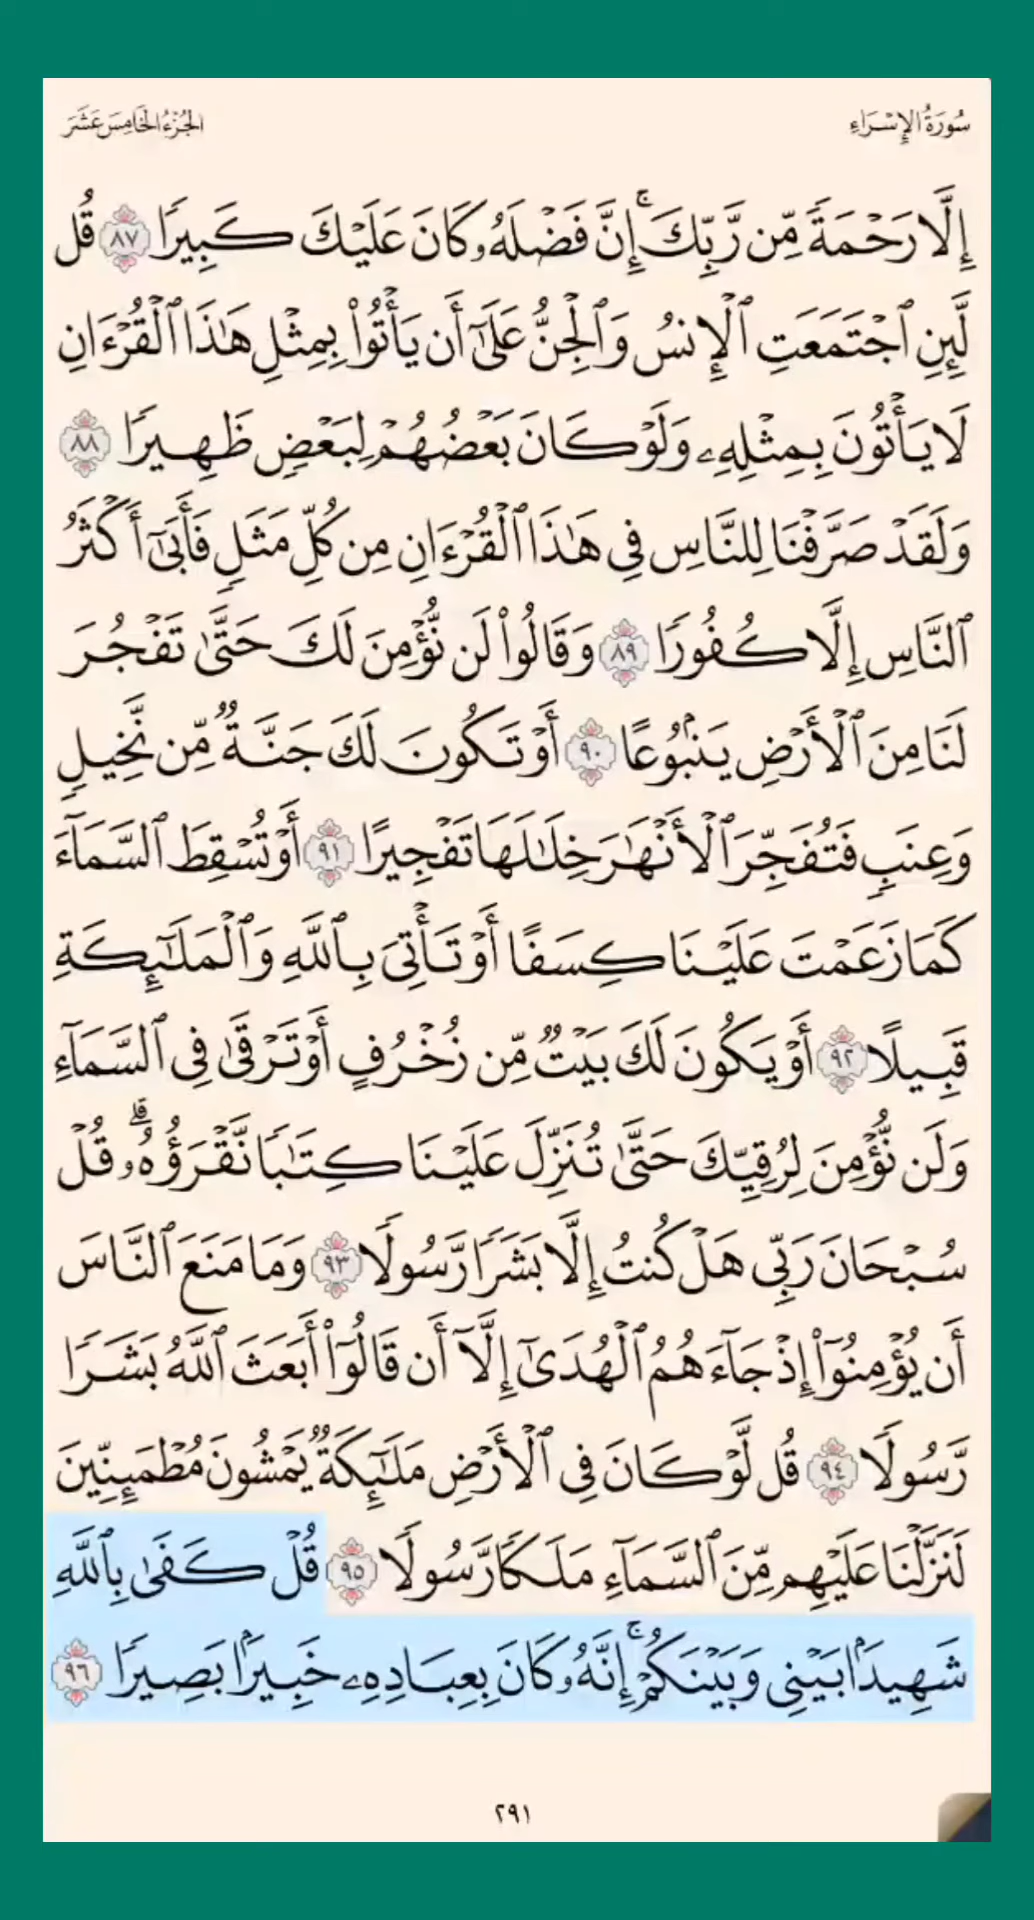 سُورَةُ الإِسْرَاءِ
الجُزْءُ الخَامِسَ عَشَرَ
إِلَّا رَحْمَةً مِّن رَّبِّكَ ۚ إِنَّ فَضْلَهُۥ كَانَ عَلَيْكَ كَبِيرًا ٨٧ قُل
لَّئِنِ ٱجْتَمَعَتِ ٱلْإِنسُ وَٱلْجِنُّ عَلَىٰٓ أَن يَأْتُوا۟ بِمِثْلِ هَـٰذَا ٱلْقُرْءَانِ
لَا يَأْتُونَ بِمِثْلِهِۦ وَلَوْ كَانَ بَعْضُهُمْ لِبَعْضٍ ظَهِيرًا ٨٨
وَلَقَدْ صَرَّفْنَا لِلنَّاسِ فِى هَـٰذَا ٱلْقُرْءَانِ مِن كُلِّ مَثَلٍ فَأَبَىٰٓ أَكْثَرُ
ٱلنَّاسِ إِلَّا كُفُورًا ٨٩ وَقَالُوا۟ لَن نُّؤْمِنَ لَكَ حَتَّىٰ تَفْجُرَ
لَنَا مِنَ ٱلْأَرْضِ يَنۢبُوعًا ٩٠ أَوْ تَكُونَ لَكَ جَنَّةٌ مِّن نَّخِيلٍ
وَعِنَبٍ فَتُفَجِّرَ ٱلْأَنْهَـٰرَ خِلَـٰلَهَا تَفْجِيرًا ٩١ أَوْ تُسْقِطَ ٱلسَّمَآءَ
كَمَا زَعَمْتَ عَلَيْنَا كِسَفًا أَوْ تَأْتِىَ بِٱللَّهِ وَٱلْمَلَـٰٓئِكَةِ
قَبِيلًا ٩٢ أَوْ يَكُونَ لَكَ بَيْتٌ مِّن زُخْرُفٍ أَوْ تَرْقَىٰ فِى ٱلسَّمَآءِ
وَلَن نُّؤْمِنَ لِرُقِيِّكَ حَتَّىٰ تُنَزِّلَ عَلَيْنَا كِتَـٰبًا نَّقْرَؤُهُۥ ۗ قُلْ
سُبْحَانَ رَبِّى هَلْ كُنتُ إِلَّا بَشَرًا رَّسُولًا ٩٣ وَمَا مَنَعَ ٱلنَّاسَ
أَن يُؤْمِنُوٓا۟ إِذْ جَآءَهُمُ ٱلْهُدَىٰٓ إِلَّآ أَن قَالُوٓا۟ أَبَعَثَ ٱللَّهُ بَشَرًا
رَّسُولًا ٩٤ قُل لَّوْ كَانَ فِى ٱلْأَرْضِ مَلَـٰٓئِكَةٌ يَمْشُونَ مُطْمَئِنِّينَ
لَنَزَّلْنَا عَلَيْهِم مِّنَ ٱلسَّمَآءِ مَلَكًا رَّسُولًا ٩٥ قُلْ كَفَىٰ بِٱللَّهِ
شَهِيدًۢا بَيْنِى وَبَيْنَكُمْ ۚ إِنَّهُۥ كَانَ بِعِبَادِهِۦ خَبِيرًۢا بَصِيرًا ٩٦
٢٩١